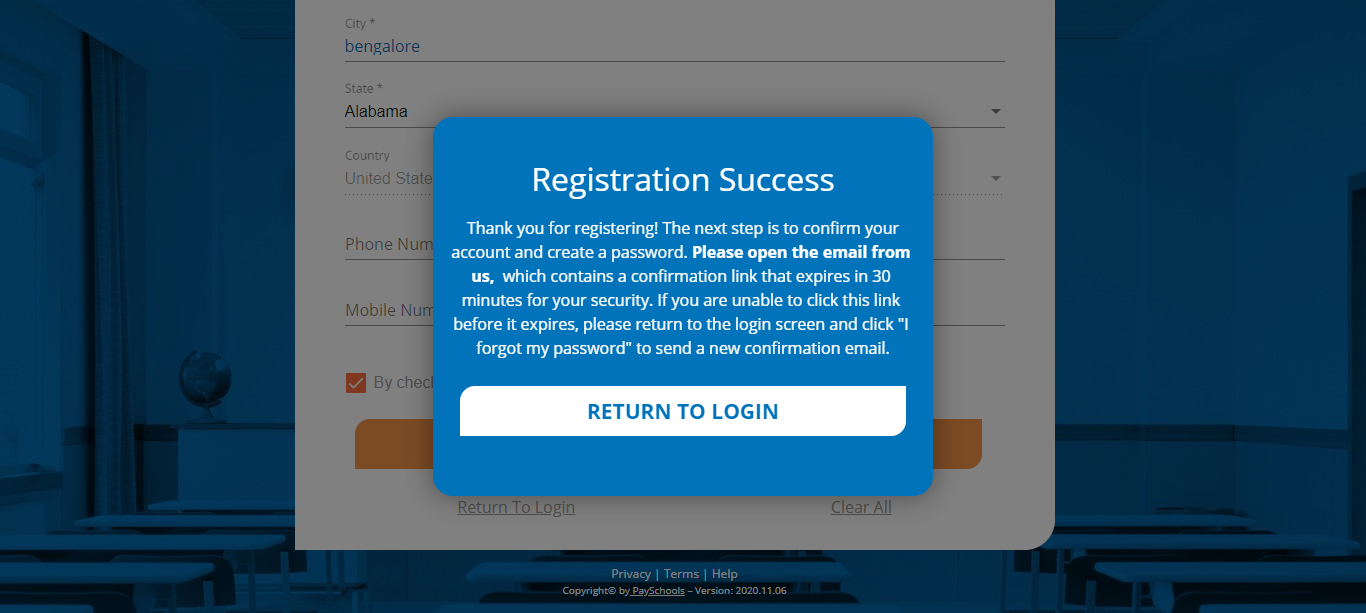 City *
bengalore
State *
Alabama
Country
United State
Phone Num
Mobile Num
By chec
Registration Success
Thank you for registering! The next step is to confirm your
account and create a password. Please open the email from
us, which contains a confirmation link that expires in 30
minutes for your security. If you are unable to click this link
before it expires, please return to the login screen and click "I
forgot my password" to send a new confirmation email.
RETURN TO LOGIN
Return To Login
Clear All
Privacy | Terms | Help
Copyright© by PaySchools – Version: 2020.11.06